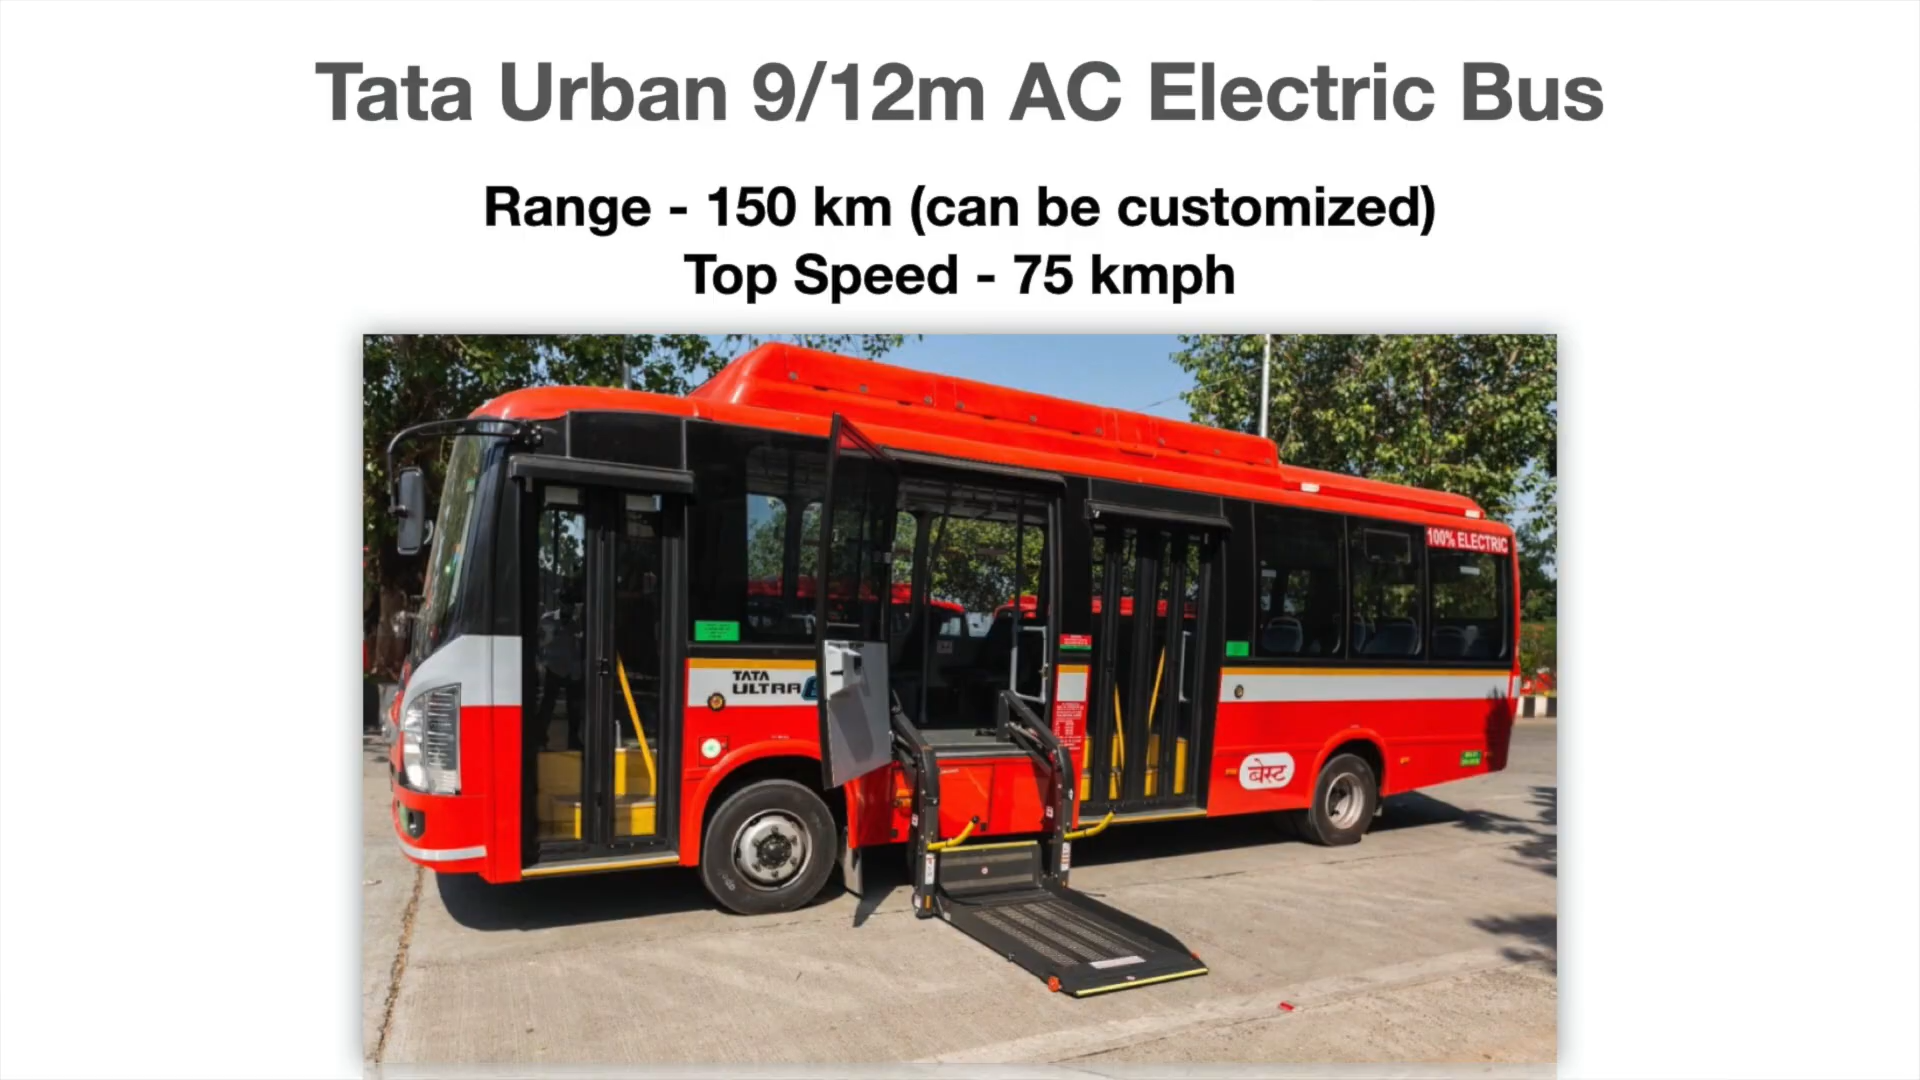 Tata Urban 9/12m AC Electric Bus
Range - 150 km (can be customized)
Top Speed - 75 kmph
100% ELECTRIC
TATA
ULTRA
बेस्ट